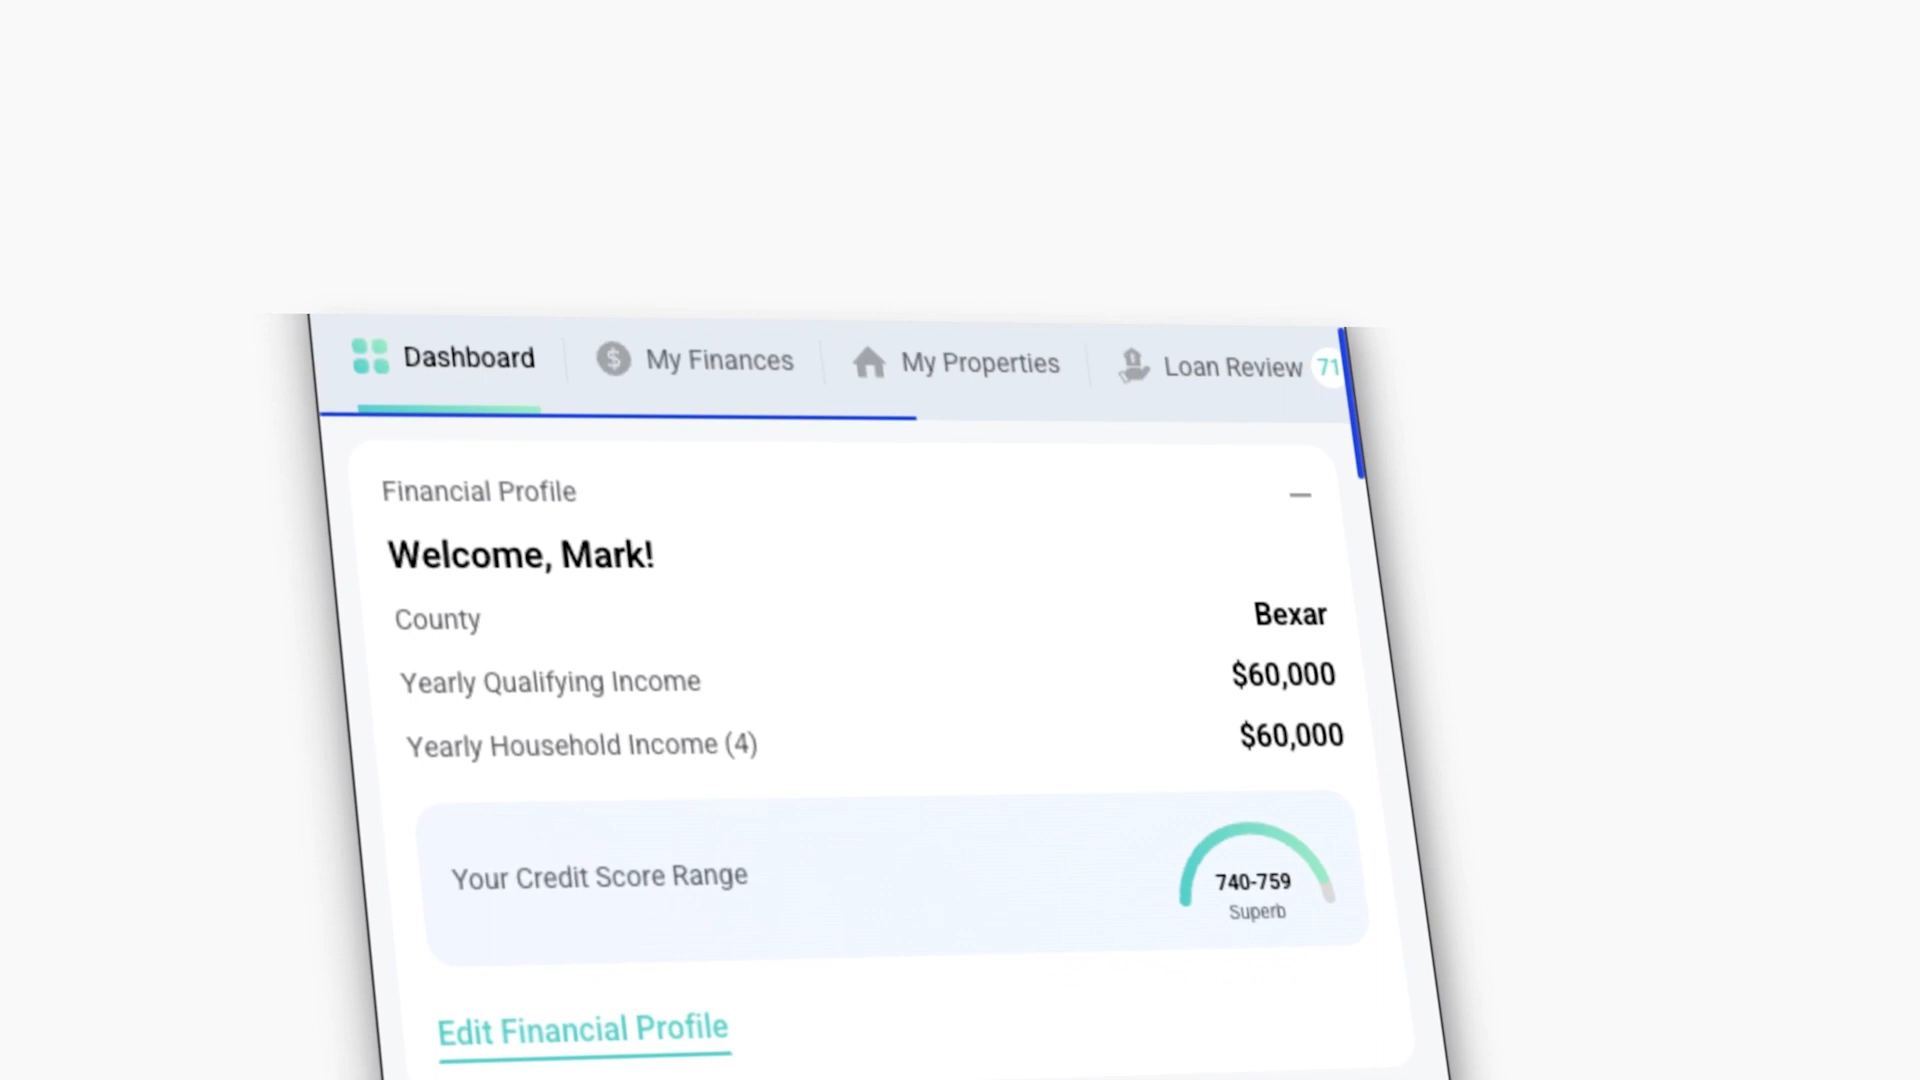 Dashboard
My Finances
My Properties
Loan Review 71
Financial Profile
Welcome, Mark!
County Bexar
Yearly Qualifying Income $60,000
Yearly Household Income (4) $60,000
Your Credit Score Range
740-759
Superb
Edit Financial Profile